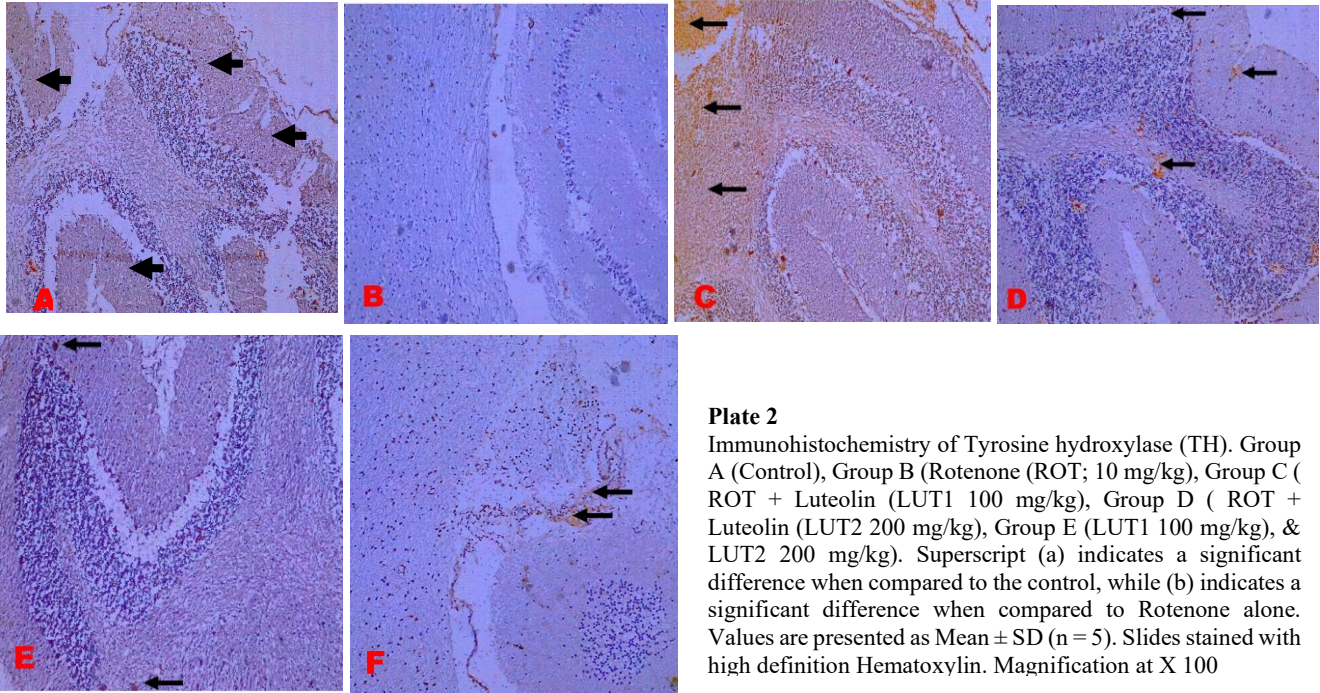 A
B
C
D
E
F
Plate 2
Immunohistochemistry of Tyrosine hydroxylase (TH). Group
A (Control), Group B (Rotenone (ROT; 10 mg/kg), Group C (
ROT + Luteolin (LUT1 100 mg/kg), Group D ( ROT +
Luteolin (LUT2 200 mg/kg), Group E (LUT1 100 mg/kg), &
LUT2 200 mg/kg). Superscript (a) indicates a significant
difference when compared to the control, while (b) indicates a
significant difference when compared to Rotenone alone.
Values are presented as Mean ± SD (n = 5). Slides stained with
high definition Hematoxylin. Magnification at X 100